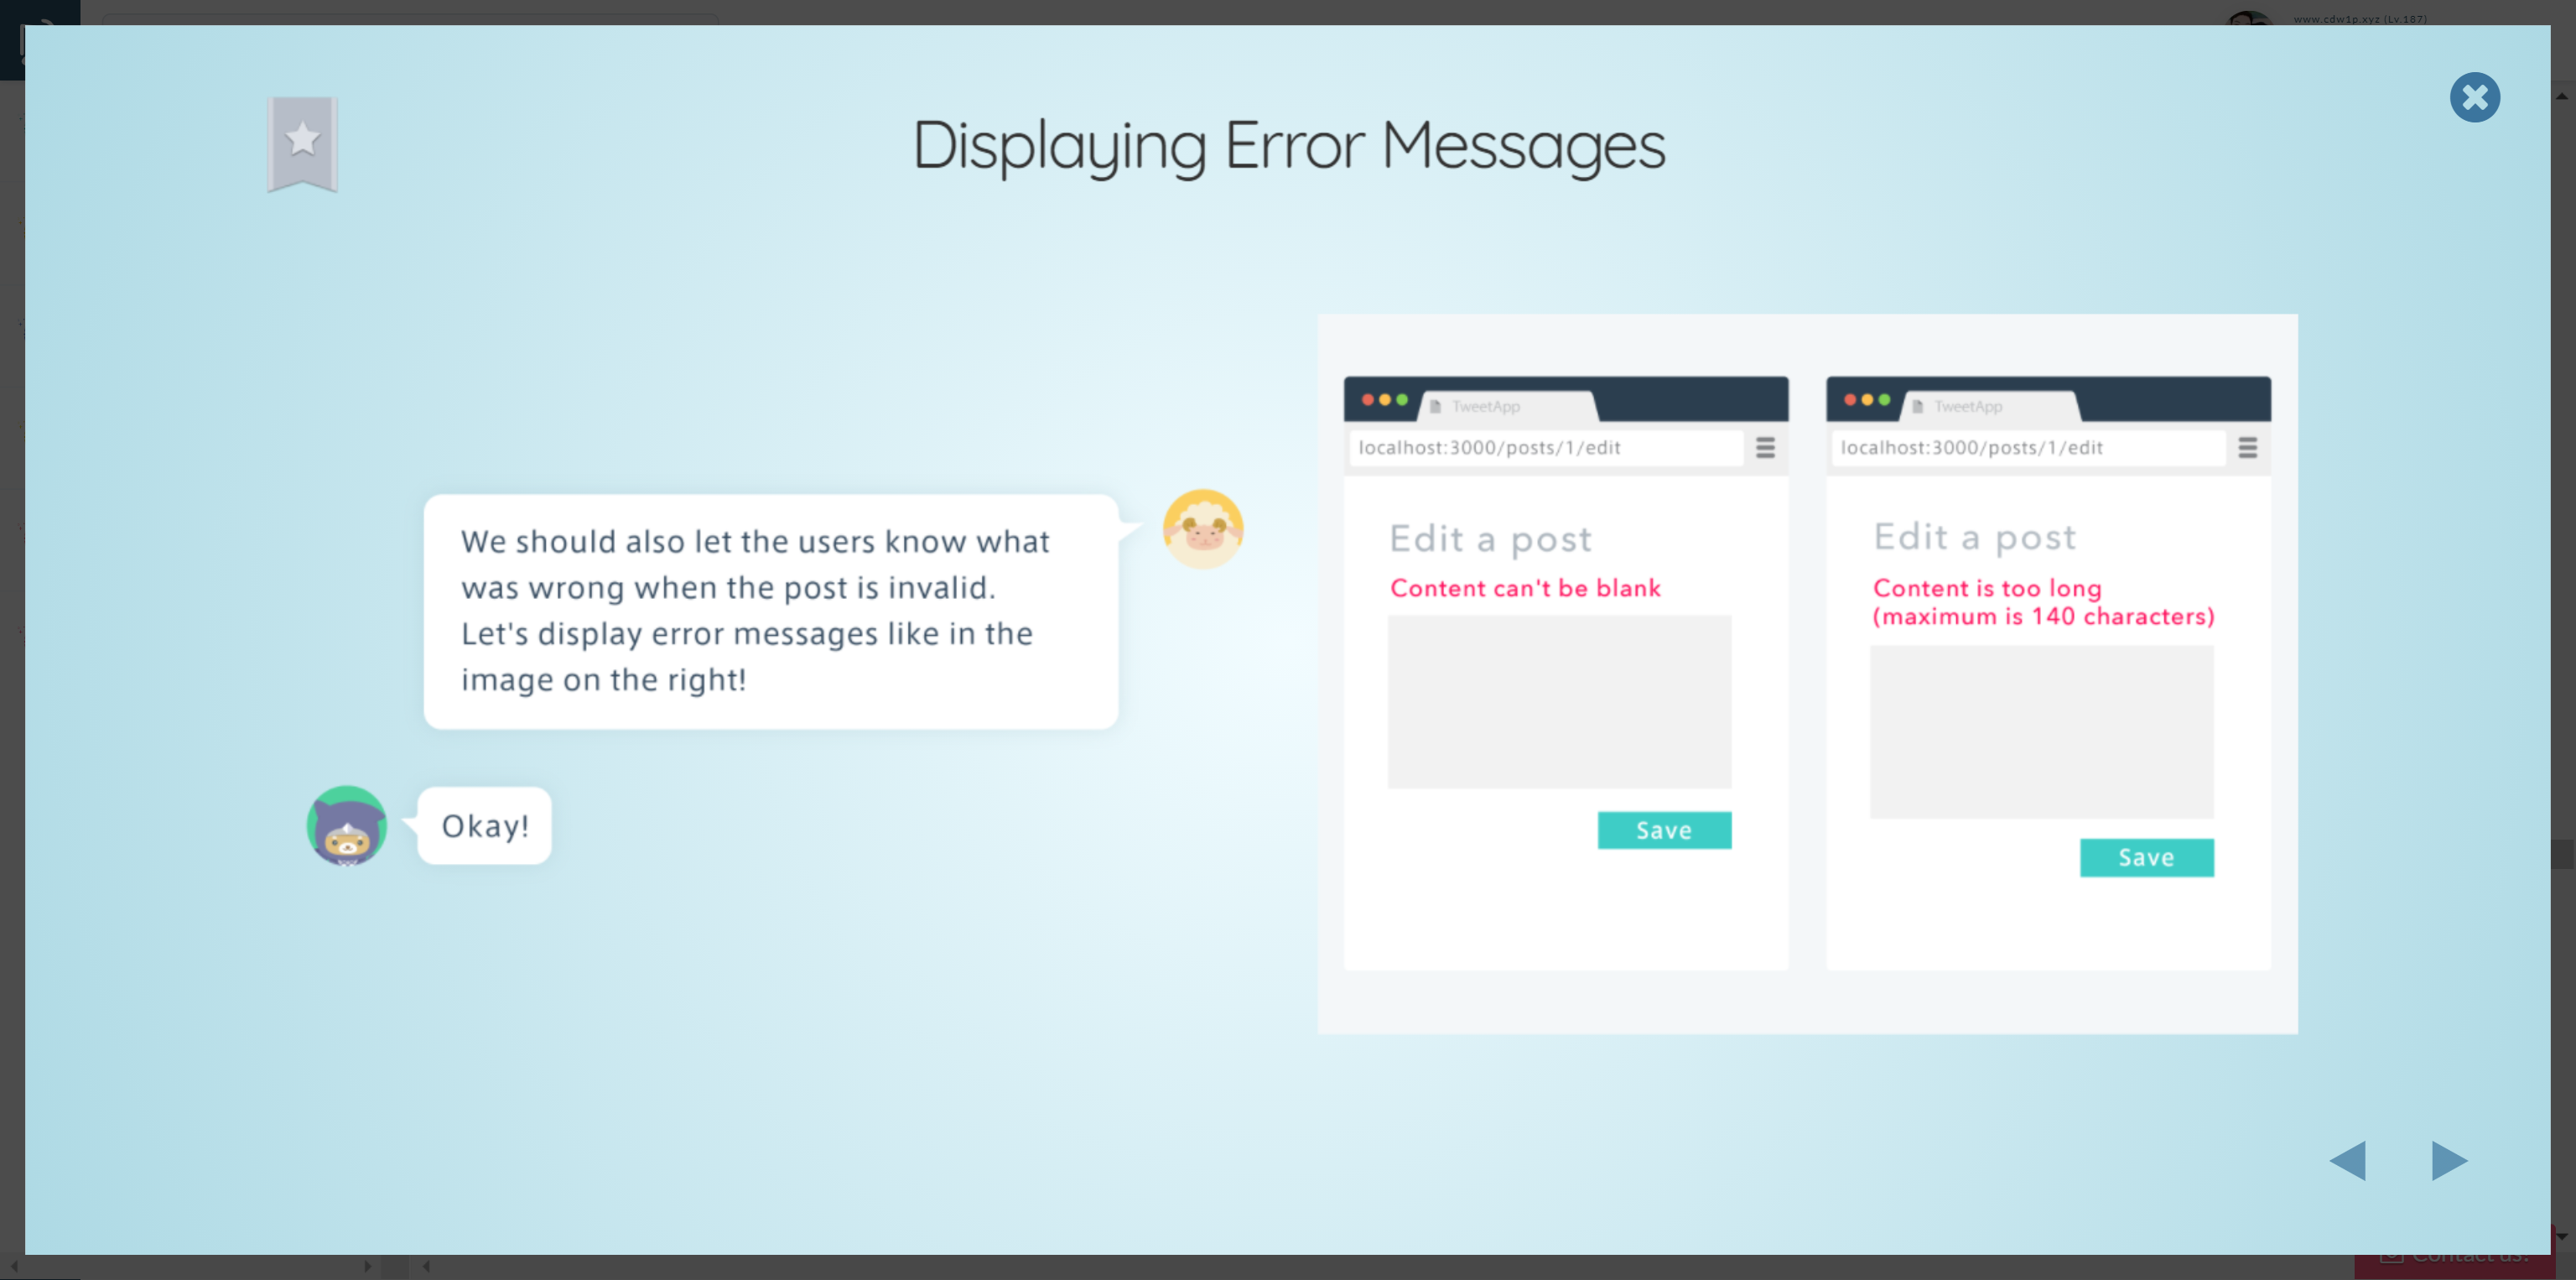 www.cdw1p.xyz (Lv.187)
Displaying Error Messages
We should also let the users know what
was wrong when the post is invalid.
Let's display error messages like in the
image on the right!
Okay!
TweetApp
localhost:3000/posts/1/edit
Edit a post
Content can't be blank
Save
TweetApp
localhost:3000/posts/1/edit
Edit a post
Content is too long
(maximum is 140 characters)
Save
Contact us!